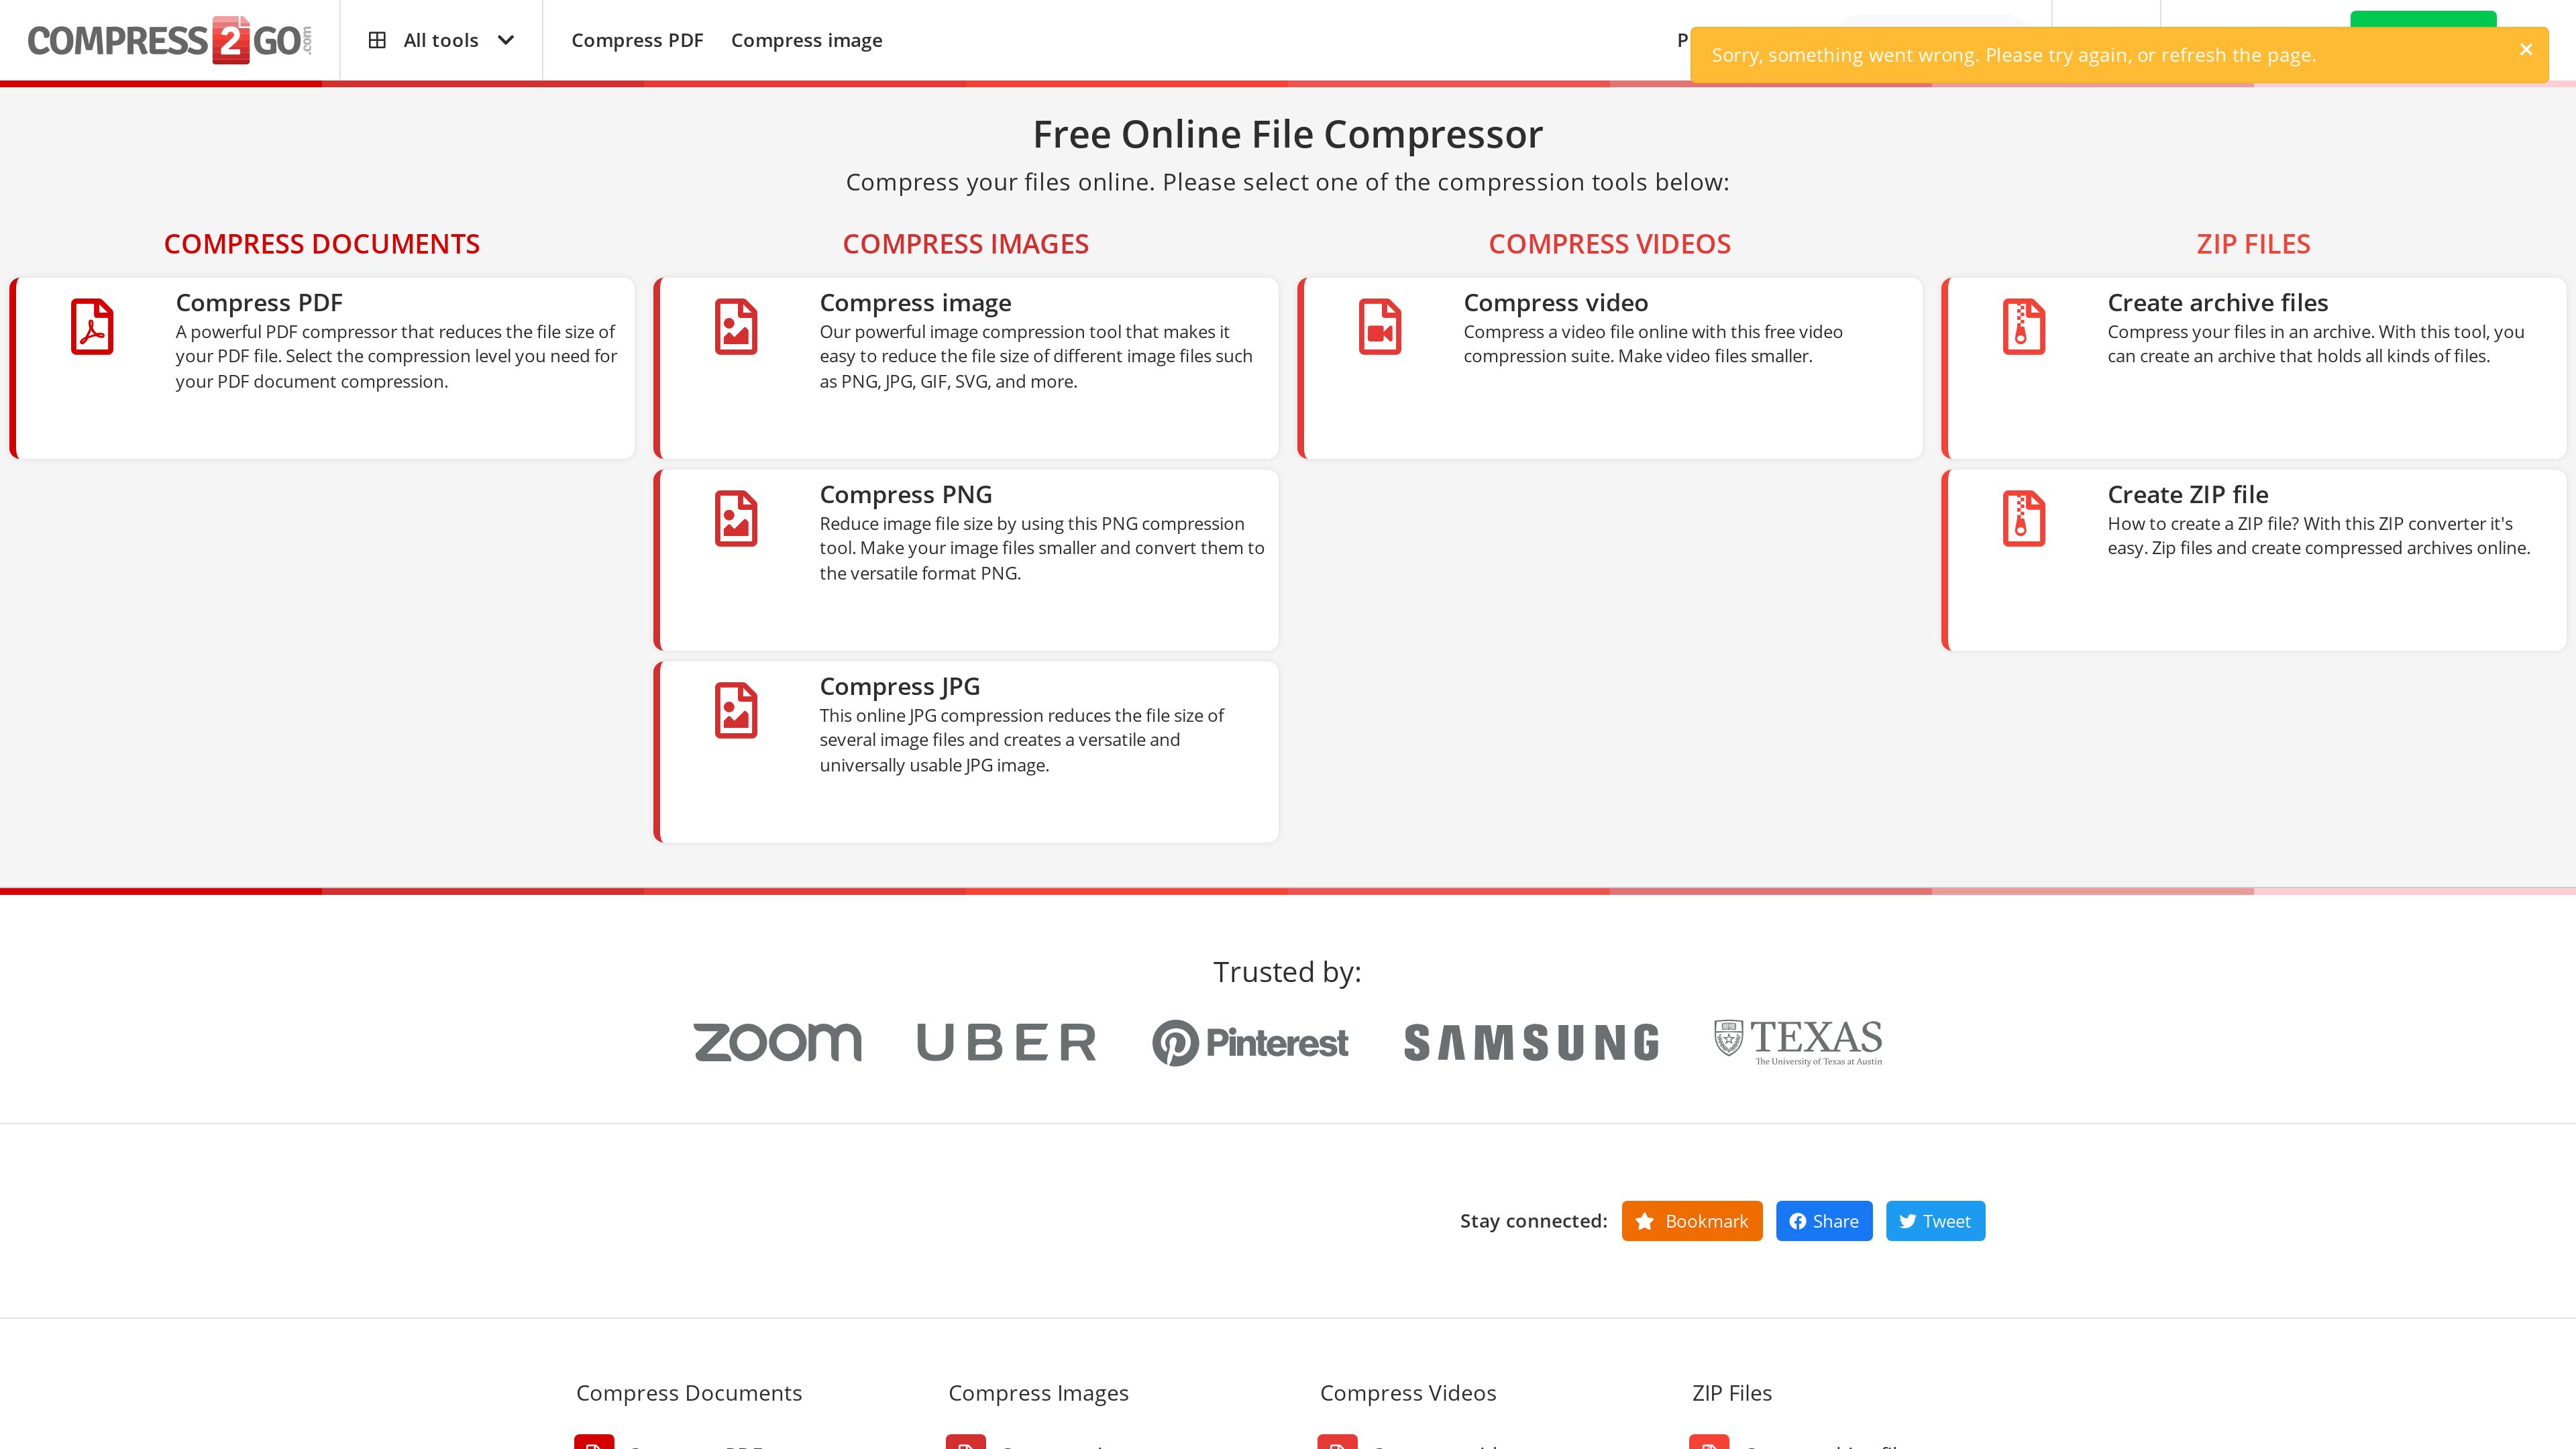 COMPRESS 2 GO .com
All tools
Compress PDF
Compress image
Sorry, something went wrong. Please try again, or refresh the page.
Free Online File Compressor
Compress your files online. Please select one of the compression tools below:
COMPRESS DOCUMENTS
Compress PDF
A powerful PDF compressor that reduces the file size of
your PDF file. Select the compression level you need for
your PDF document compression.
COMPRESS IMAGES
Compress image
Our powerful image compression tool that makes it
easy to reduce the file size of different image files such
as PNG, JPG, GIF, SVG, and more.
Compress PNG
Reduce image file size by using this PNG compression
tool. Make your image files smaller and convert them to
the versatile format PNG.
Compress JPG
This online JPG compression reduces the file size of
several image files and creates a versatile and
universally usable JPG image.
COMPRESS VIDEOS
Compress video
Compress a video file online with this free video
compression suite. Make video files smaller.
ZIP FILES
Create archive files
Compress your files in an archive. With this tool, you
can create an archive that holds all kinds of files.
Create ZIP file
How to create a ZIP file? With this ZIP converter it's
easy. Zip files and create compressed archives online.
Trusted by:
zoom
UBER
Pinterest
SAMSUNG
TEXAS
The University of Texas at Austin
Stay connected:
Bookmark
Share
Tweet
Compress Documents
Compress Images
Compress Videos
ZIP Files